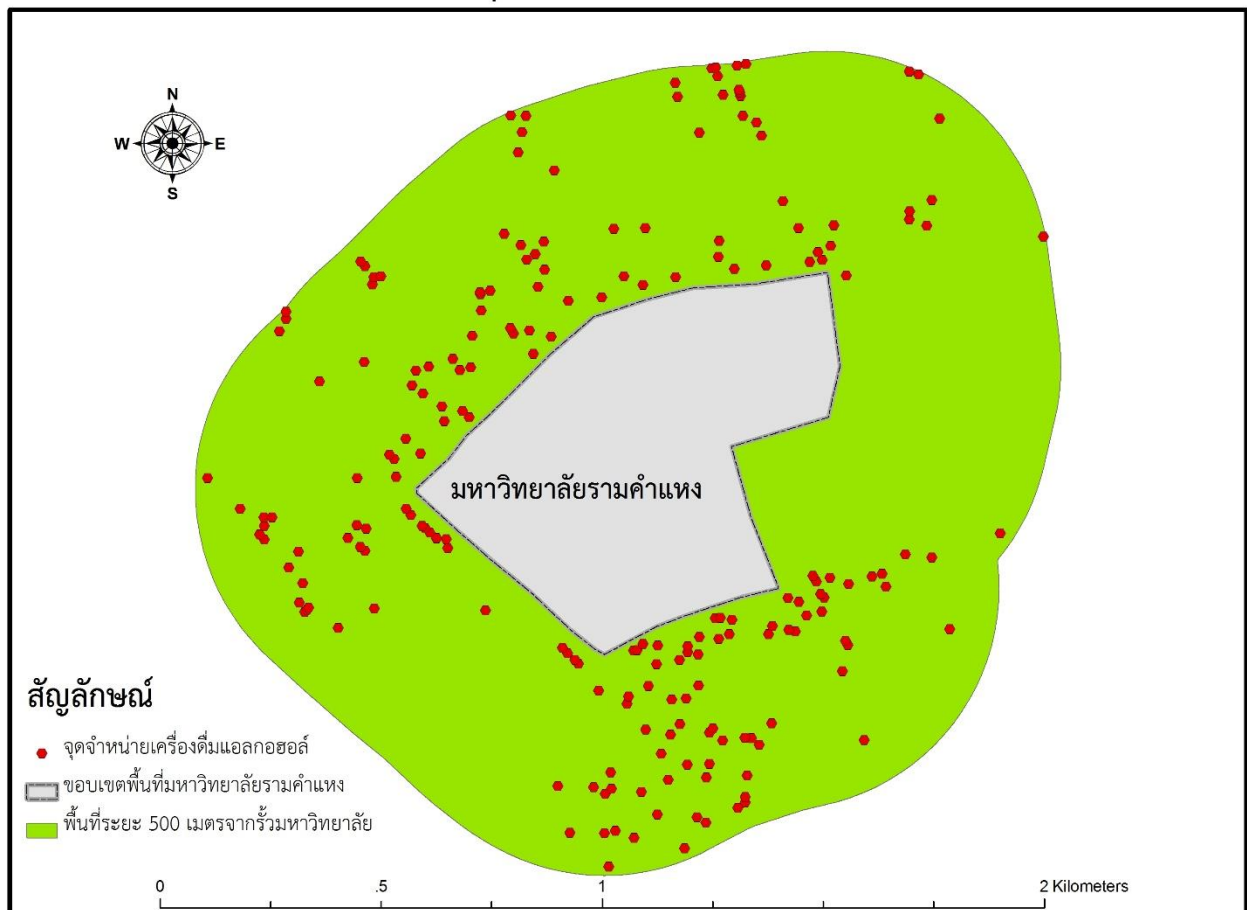 N
W E
S
มหาวิทยาลัยรามคำแหง
สัญลักษณ์
จุดจำหน่ายเครื่องดื่มแอลกอฮอล์
ขอบเขตพื้นที่มหาวิทยาลัยรามคำแหง
พื้นที่ระยะ 500 เมตรจากรั้วมหาวิทยาลัย
0 .5 1 2 Kilometers